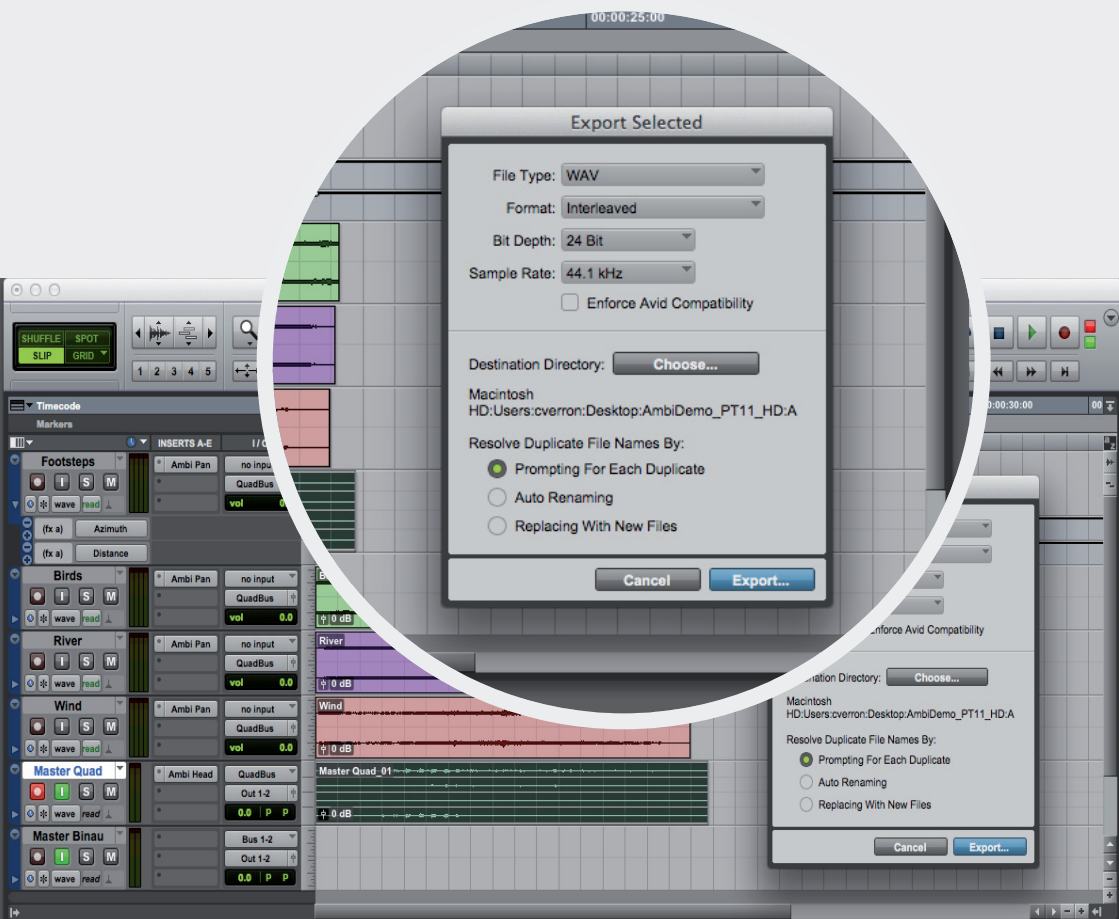 00:00:25:00
Export Selected
File Type: WAV
Format: Interleaved
Bit Depth: 24 Bit
Sample Rate: 44.1 kHz
Enforce Avid Compatibility
Destination Directory: Choose...
Macintosh
HD:Users:cverron:Desktop:AmbiDemo_PT11_HD:A
Resolve Duplicate File Names By:
Prompting For Each Duplicate
Auto Renaming
Replacing With New Files
Cancel Export...
SHUFFLE SPOT
SLIP GRID
1 2 3 4 5
Timecode
0:00:30:00 00
Markers
INSERTS A-E I/O
Footsteps Ambi Pan no input
I S M QuadBus
wave read vol
(fx a) Azimuth
(fx a) Distance
Birds Ambi Pan no input
I S M QuadBus
wave read vol 0.0 0 dB
River Ambi Pan no input River
I S M QuadBus
wave read vol 0.0 0 dB
Wind Ambi Pan no input Wind
I S M QuadBus
wave read vol 0.0 0 dB
Master Quad Ambi Head QuadBus Master Quad_01
I S M Out 1-2
wave read 0.0 P P 0 dB
Master Binau Bus 1-2
I S M Out 1-2
wave read 0.0 P P
Enforce Avid Compatibility
Directory: Choose...
Macintosh
HD:Users:cverron:Desktop:AmbiDemo_PT11_HD:A
Resolve Duplicate File Names By:
Prompting For Each Duplicate
Auto Renaming
Replacing With New Files
Cancel Export...